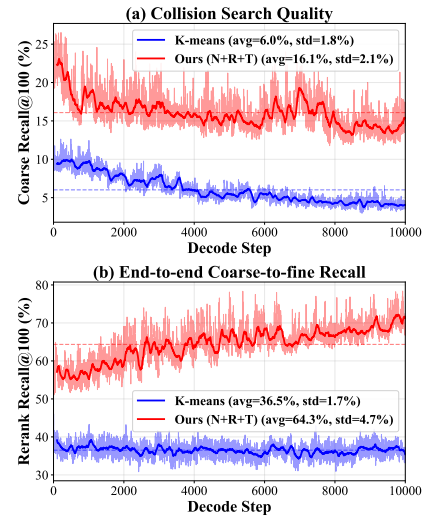 (a) Collision Search Quality
Coarse Recall@100 (%)
25
20
15
10
5
K-means (avg=6.0%, std=1.8%)
Ours (N+R+T) (avg=16.1%, std=2.1%)
0 2000 4000 6000 8000 10000
Decode Step
(b) End-to-end Coarse-to-fine Recall
Rerank Recall@100 (%)
80
70
60
50
40
30
K-means (avg=36.5%, std=1.7%)
Ours (N+R+T) (avg=64.3%, std=4.7%)
0 2000 4000 6000 8000 10000
Decode Step